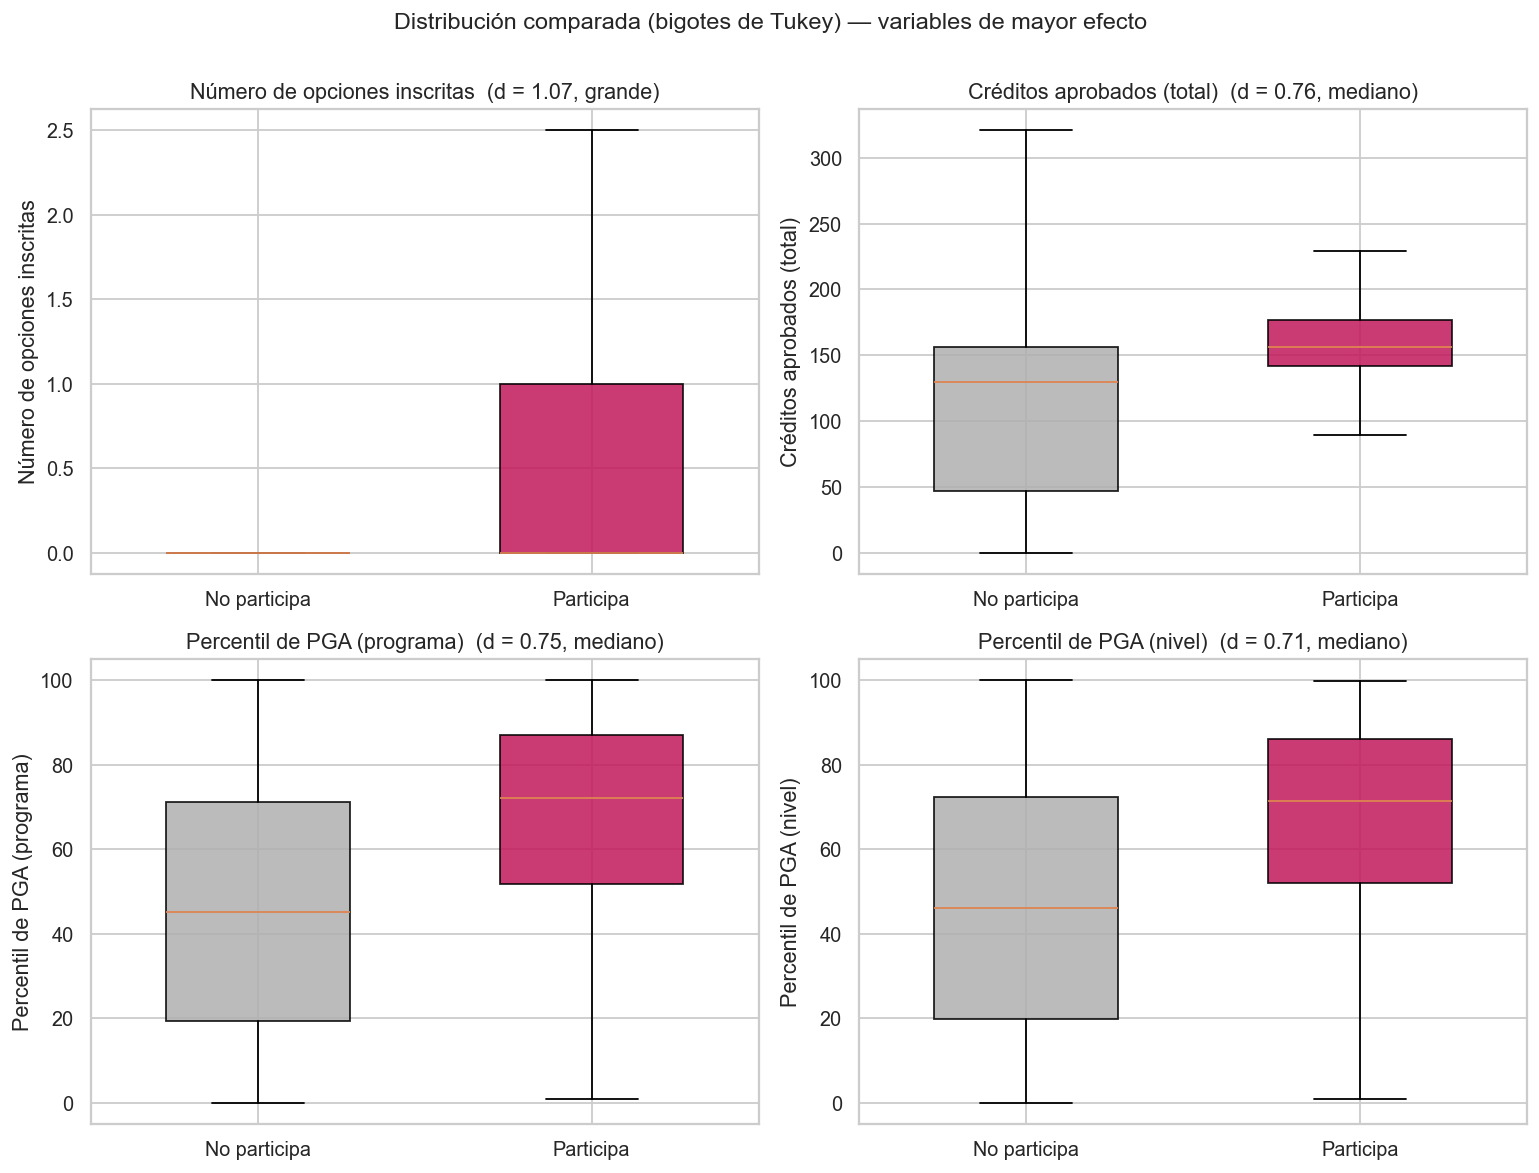 Distribución comparada (bigotes de Tukey) — variables de mayor efecto
Número de opciones inscritas (d = 1.07, grande)
Número de opciones inscritas
2.5
2.0
1.5
1.0
0.5
0.0
No participa
Participa
Créditos aprobados (total) (d = 0.76, mediano)
Créditos aprobados (total)
300
250
200
150
100
50
0
No participa
Participa
Percentil de PGA (programa) (d = 0.75, mediano)
Percentil de PGA (programa)
100
80
60
40
20
0
No participa
Participa
Percentil de PGA (nivel) (d = 0.71, mediano)
Percentil de PGA (nivel)
100
80
60
40
20
0
No participa
Participa